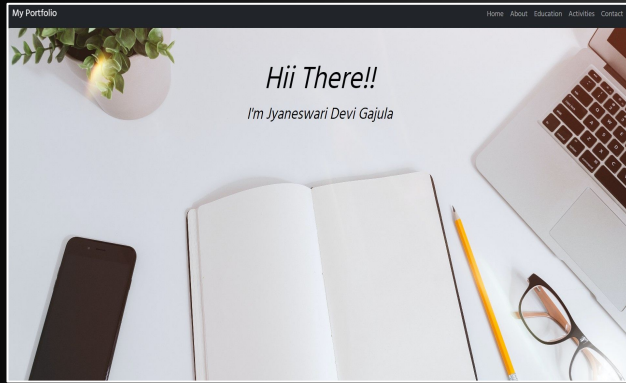 My Portfolio
Home About Education Activities Contact
Hii There!!
I'm Jyaneswari Devi Gajula